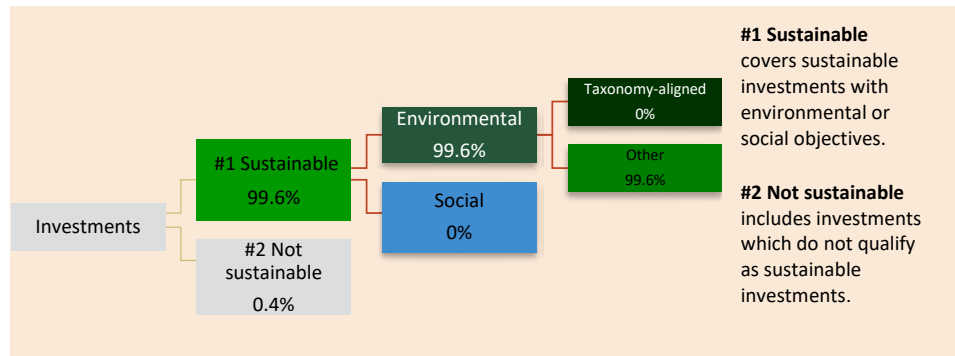 Investments
#1 Sustainable
99.6%
#2 Not
sustainable
0.4%
Environmental
99.6%
Social
0%
Taxonomy-aligned
0%
Other
99.6%
#1 Sustainable
covers sustainable
investments with
environmental or
social objectives.
#2 Not sustainable
includes investments
which do not qualify
as sustainable
investments.